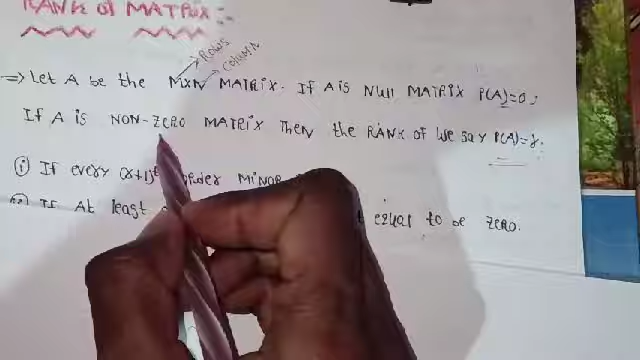 RANK OF MATRIX:-
ROWS
COLUMN
=> Let A be the MXN MATRIX. If A is Null MATRIX P(A)=0;
If A is NON-ZERO MATRIX Then the RANK OF we say P(A)=r.
(i) If every (r+1)th order MINOR
If At least equal to be zero.